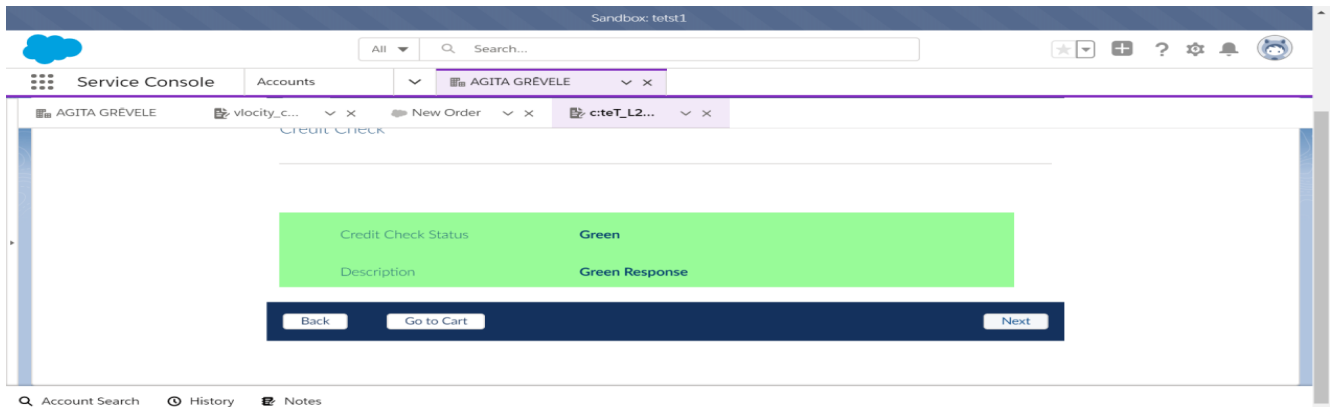 Sandbox: tetst1
All Search...
Service Console Accounts AGITA GRĒVELE
AGITA GRĒVELE vlocity_c... New Order c:teT_L2...
Credit Check
Credit Check Status Green
Description Green Response
Back Go to Cart Next
Account Search History Notes